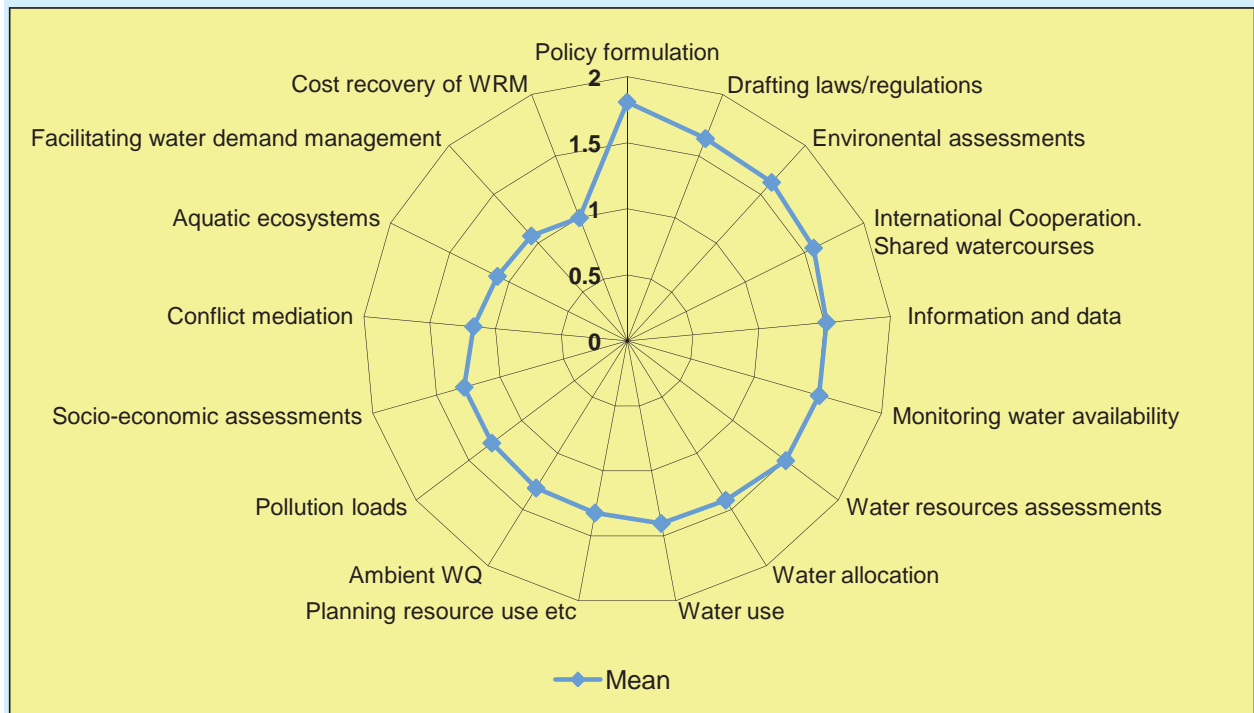 Policy formulation
Drafting laws/regulations
Environental assessments
International Cooperation.
Shared watercourses
Information and data
Monitoring water availability
Water resources assessments
Water allocation
Water use
Planning resource use etc
Ambient WQ
Pollution loads
Socio-economic assessments
Conflict mediation
Aquatic ecosystems
Facilitating water demand management
Cost recovery of WRM
2
1.5
1
0.5
0
Mean